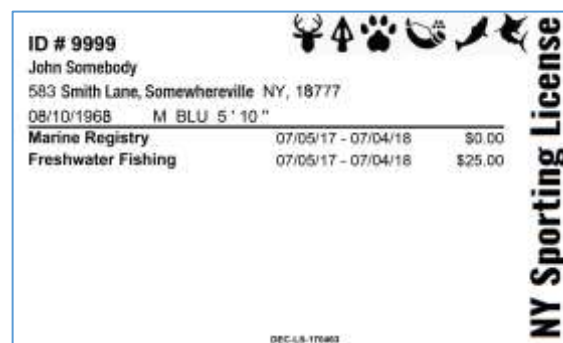 ID # 9999
John Somebody
583 Smith Lane, Somewhereville NY, 18777
08/10/1968 M BLU 5 ' 10 "
Marine Registry 07/05/17 - 07/04/18 $0.00
Freshwater Fishing 07/05/17 - 07/04/18 $25.00
NY Sporting License